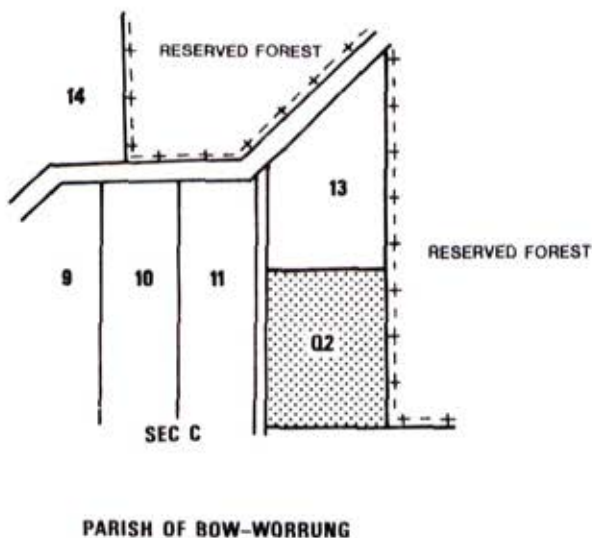 RESERVED FOREST
14
13
RESERVED FOREST
9
10
11
Q2
SEC C
PARISH OF BOW-WORRUNG